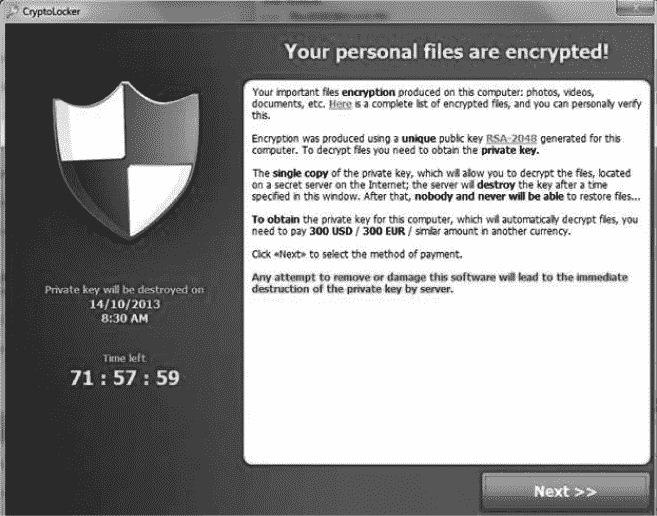 CryptoLocker
Your personal files are encrypted!
Your important files encryption produced on this computer: photos, videos,
documents, etc. Here is a complete list of encrypted files, and you can personally verify
this.
Encryption was produced using a unique public key RSA-2048 generated for this
computer. To decrypt files you need to obtain the private key.
The single copy of the private key, which will allow you to decrypt the files, located
on a secret server on the Internet; the server will destroy the key after a time
specified in this window. After that, nobody and never will be able to restore files...
To obtain the private key for this computer, which will automatically decrypt files, you
need to pay 300 USD / 300 EUR / similar amount in another currency.
Click «Next» to select the method of payment.
Any attempt to remove or damage this software will lead to the immediate
destruction of the private key by server.
Private key will be destroyed on
14/10/2013
8:30 AM
Time left
71 : 57 : 59
Next >>